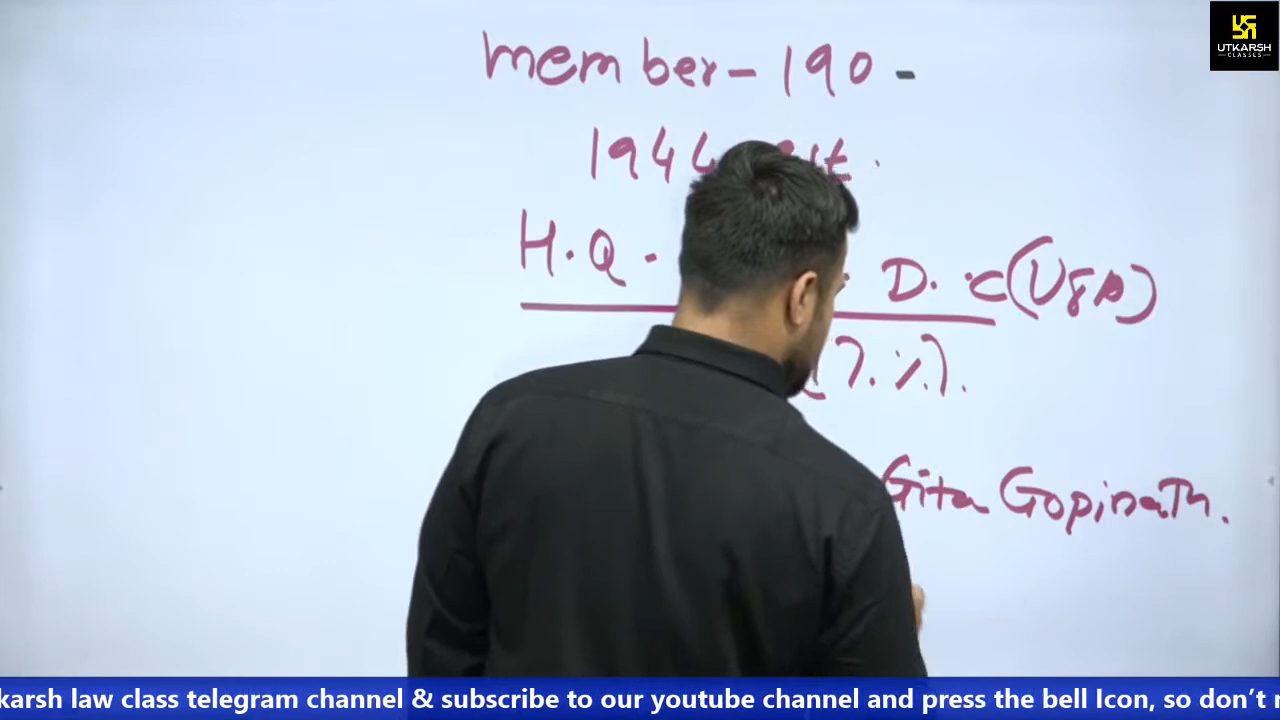 UTKARSH
CLASSES
member - 190 -
1944 est.
H.Q. D.C (USA)
7.%).
Gita Gopinath.
karsh law class telegram channel & subscribe to our youtube channel and press the bell Icon, so don't